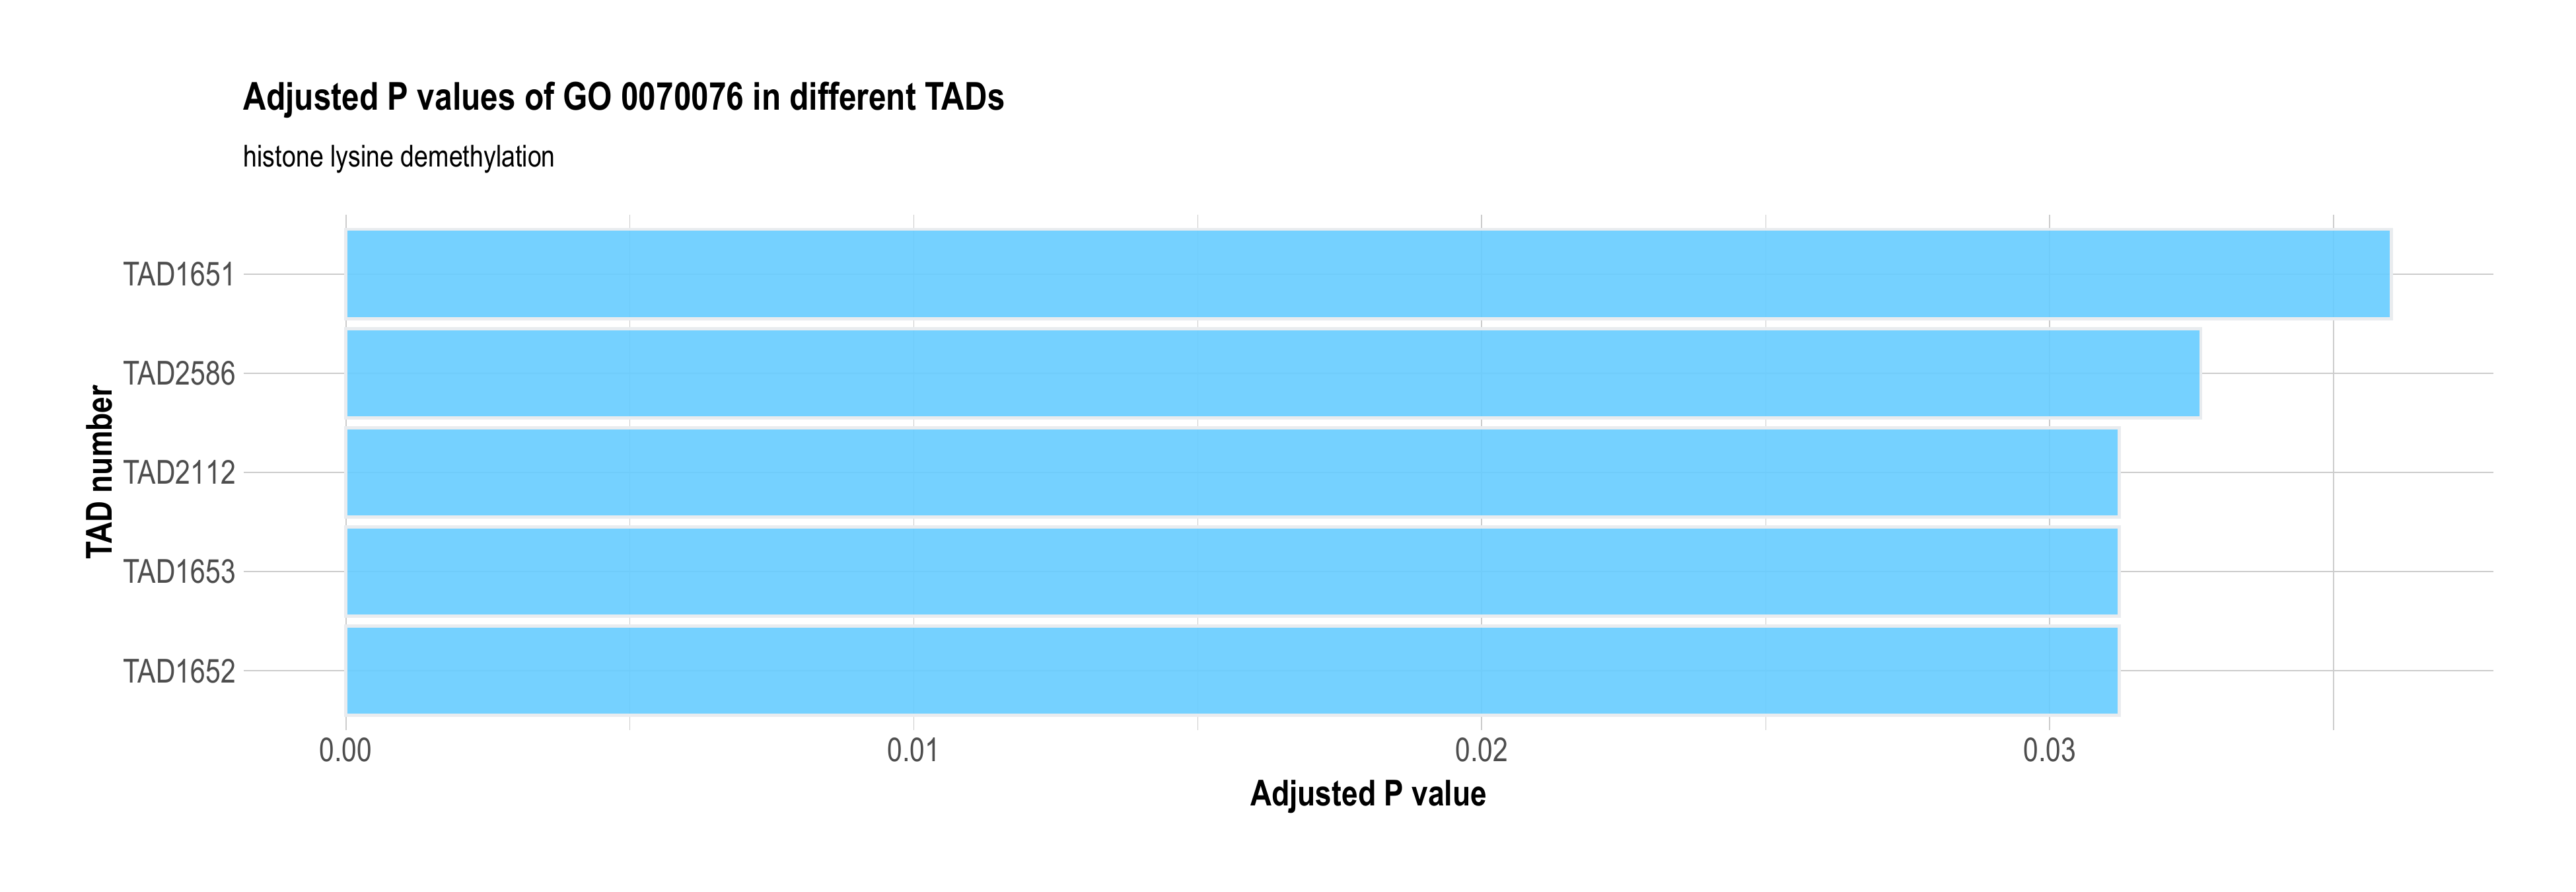 Adjusted P values of GO 0070076 in different TADs
histone lysine demethylation
TAD number
TAD1651
TAD2586
TAD2112
TAD1653
TAD1652
0.00 0.01 0.02 0.03
Adjusted P value